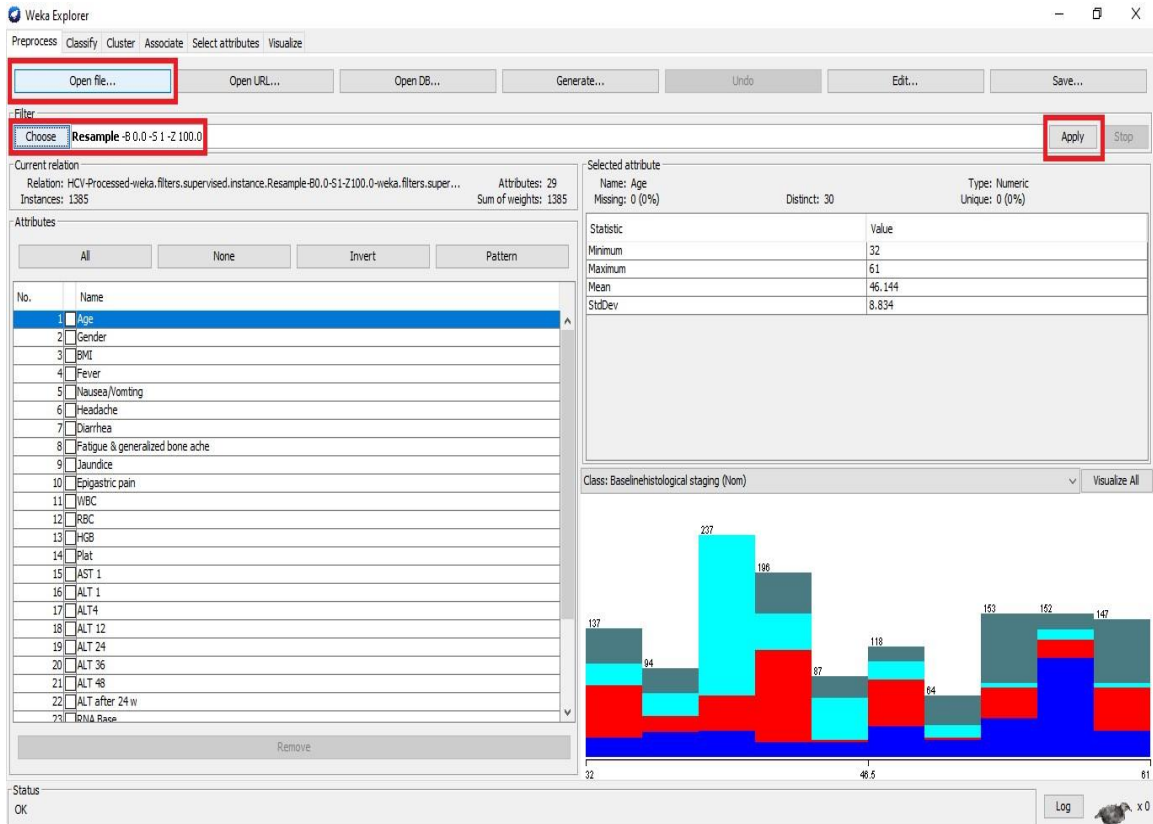 Weka Explorer
Preprocess Classify Cluster Associate Select attributes Visualize
Open file... Open URL... Open DB... Generate... Undo Edit... Save...
Filter
Choose Resample -B 0.0 -S 1 -Z 100.0 Apply Stop
Current relation
Relation: HCV-Processed-weka.filters.supervised.instance.Resample-B0.0-S1-Z100.0-weka.filters.super... Attributes: 29
Instances: 1385 Sum of weights: 1385
Attributes
All None Invert Pattern
No. Name
1 Age
2 Gender
3 BMI
4 Fever
5 Nausea/Vomting
6 Headache
7 Diarrhea
8 Fatigue & generalized bone ache
9 Jaundice
10 Epigastric pain
11 WBC
12 RBC
13 HGB
14 Plat
15 AST 1
16 ALT 1
17 ALT4
18 ALT 12
19 ALT 24
20 ALT 36
21 ALT 48
22 ALT after 24 w
23 RNA Base
Remove
Selected attribute
Name: Age Type: Numeric
Missing: 0 (0%) Distinct: 30 Unique: 0 (0%)
Statistic Value
Minimum 32
Maximum 61
Mean 46.144
StdDev 8.834
Class: Baselinehistological staging (Nom) Visualize All
137 94 237 196 87 118 64 153 152 147
32 46.5 61
Status
OK Log x 0